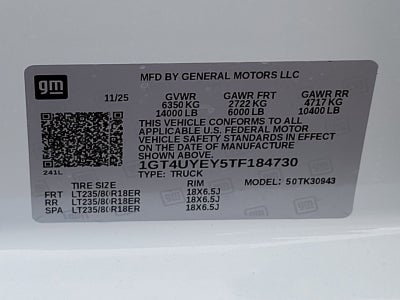 gm
MFD BY GENERAL MOTORS LLC
11/25 GVWR GAWR FRT GAWR RR
6350 KG 2722 KG 4717 KG
14000 LB 6000 LB 10400 LB
THIS VEHICLE CONFORMS TO ALL
APPLICABLE U.S. FEDERAL MOTOR
VEHICLE SAFETY STANDARDS IN EFFECT
ON THE DATE OF MANUFACTURE
SHOWN ABOVE.
1GT4UYEY5TF184730
241L TYPE: TRUCK
TIRE SIZE RIM MODEL: 50TK30943
FRT LT235/80R18ER 18X6.5J
RR LT235/80R18ER 18X6.5J
SPA LT235/80R18ER 18X6.5J